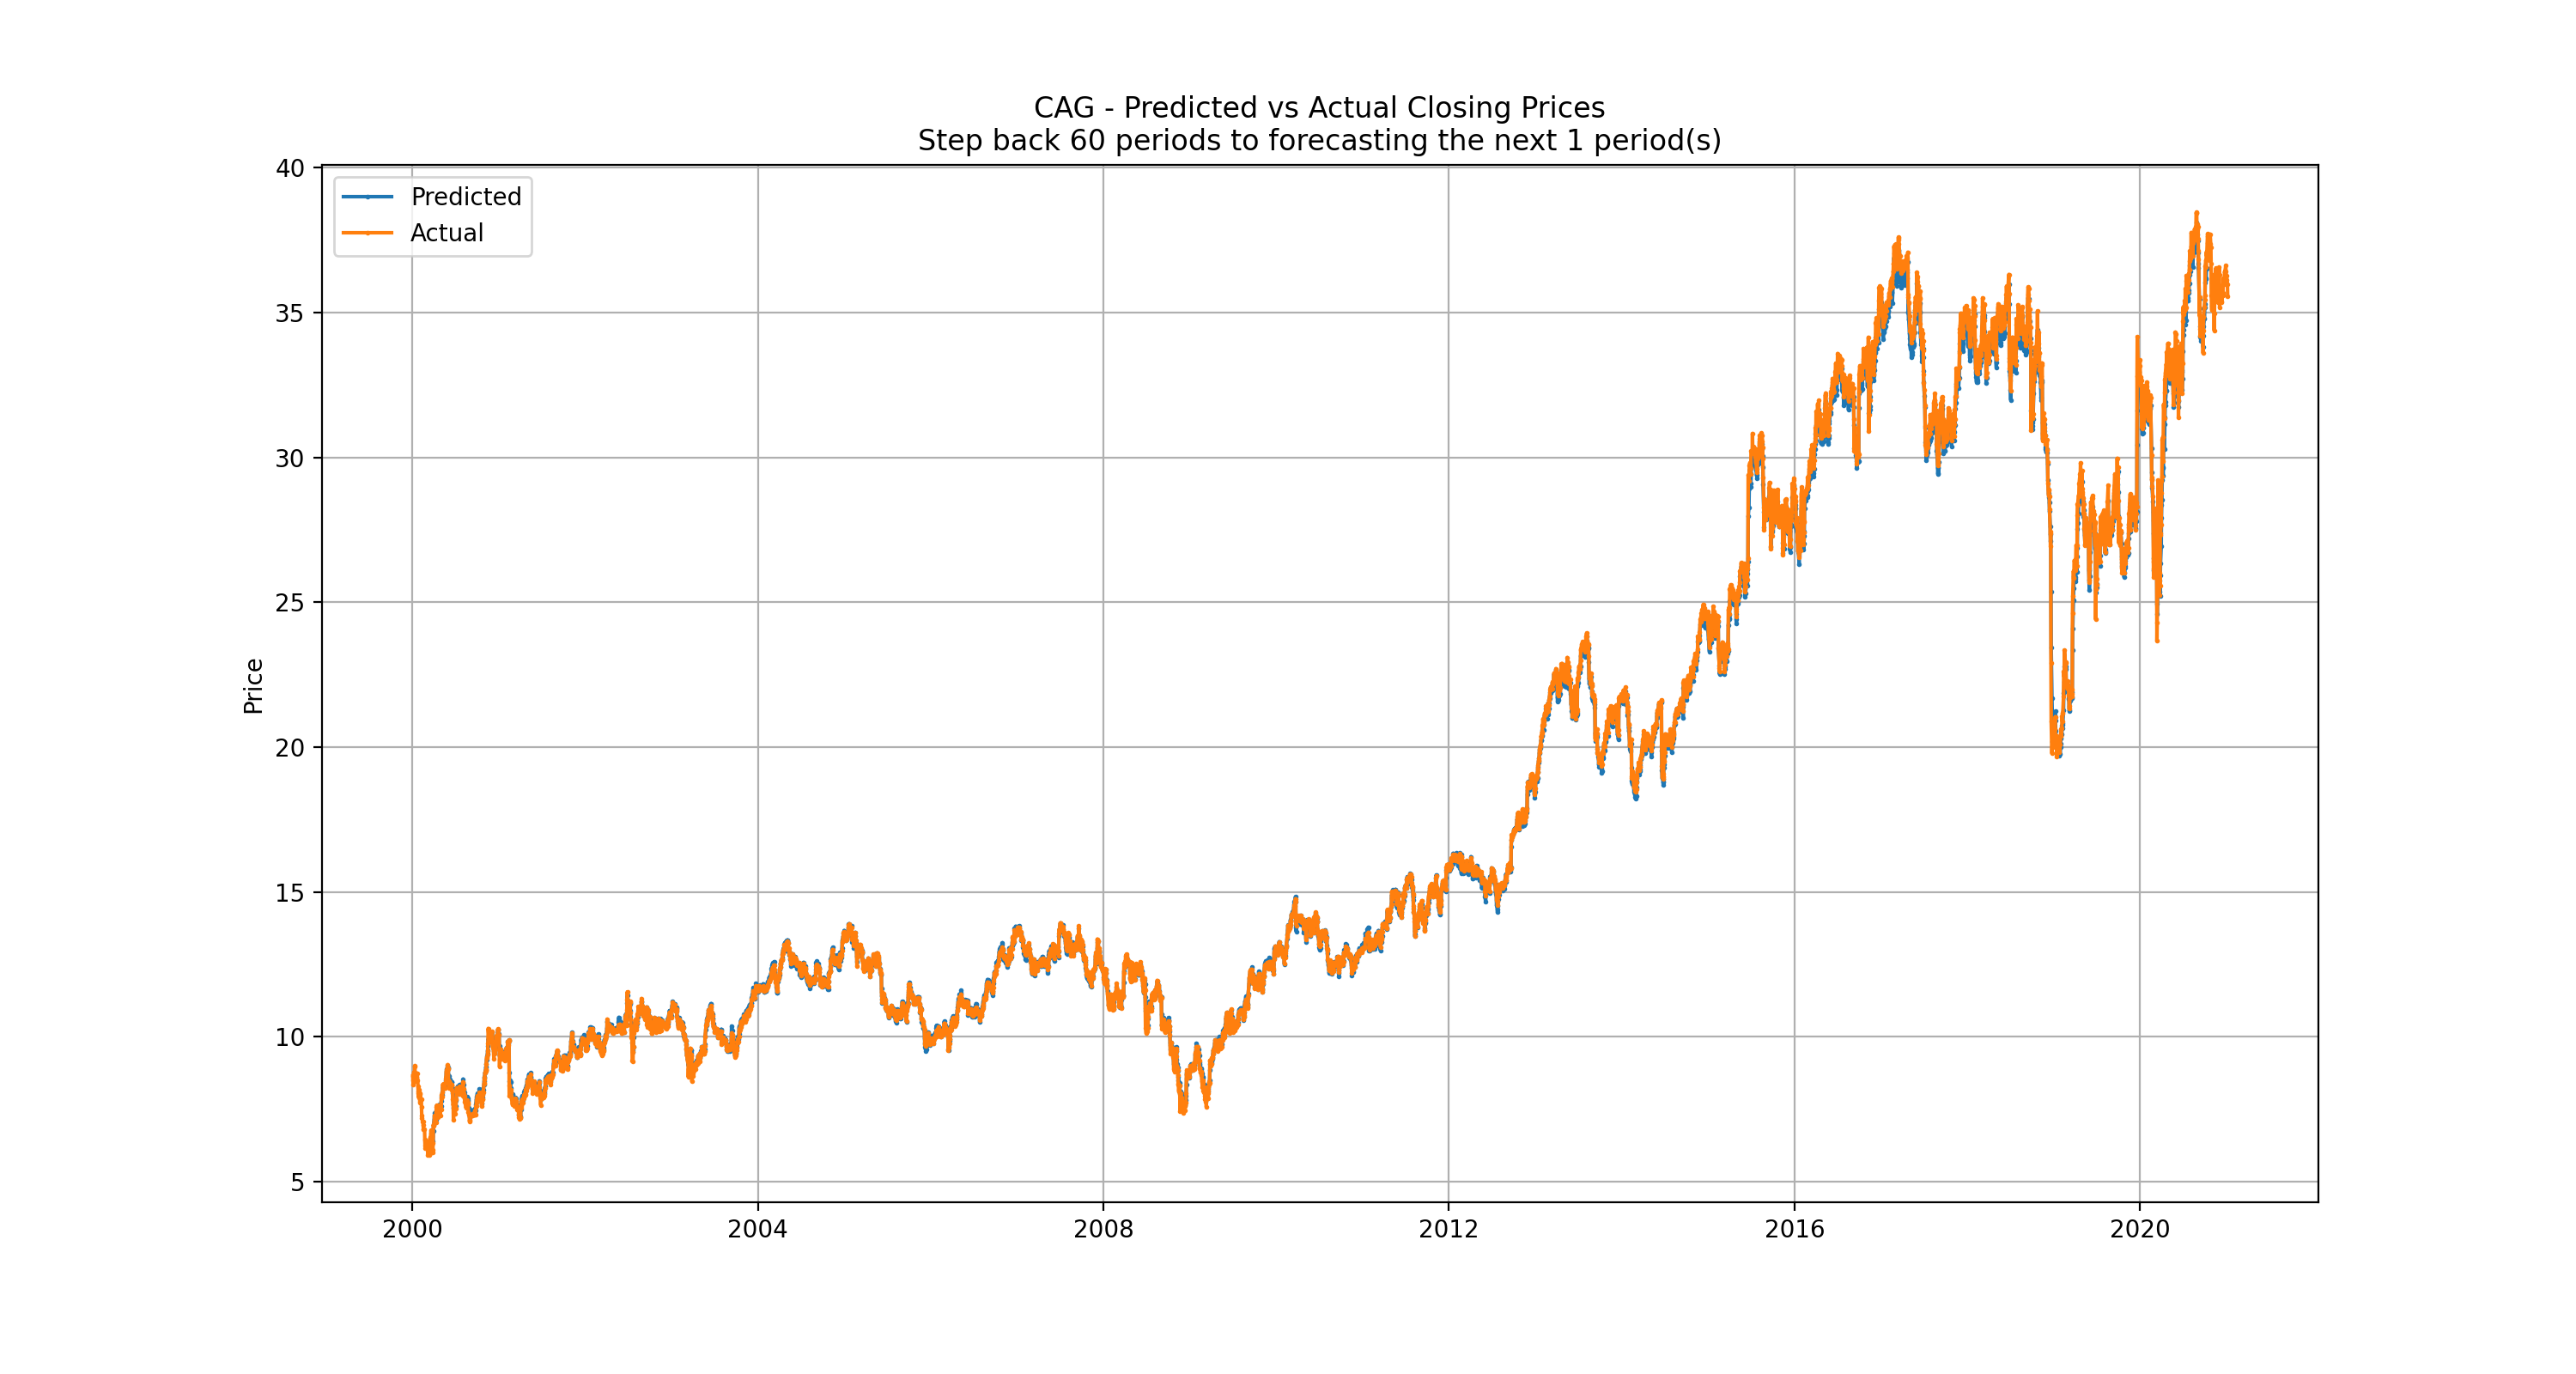 CAG - Predicted vs Actual Closing Prices
Step back 60 periods to forecasting the next 1 period(s)
Predicted
Actual
Price
40
35
30
25
20
15
10
5
2000
2004
2008
2012
2016
2020